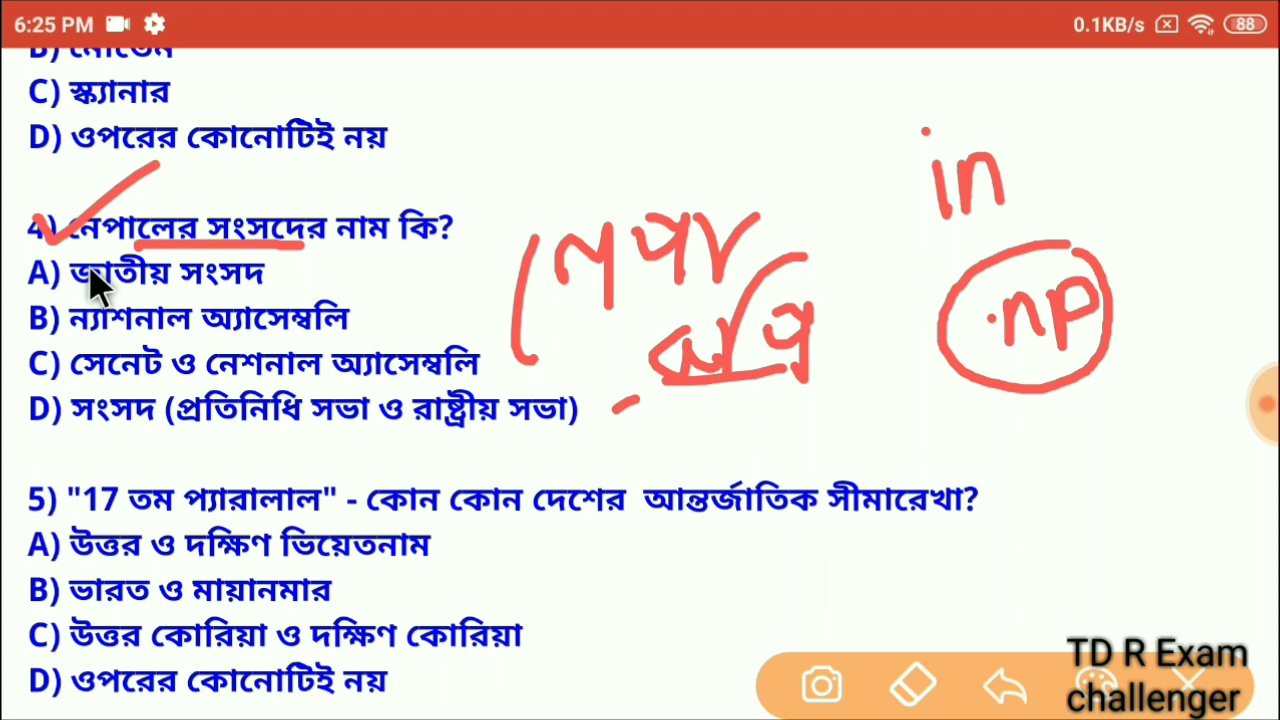 6:25 PM 0.1KB/s 88
C) স্ক্যানার
D) ওপরের কোনোটিই নয়
4) নেপালের সংসদের নাম কি?
A) জাতীয় সংসদ
B) ন্যাশনাল অ্যাসেম্বলি
C) সেনেট ও নেশনাল অ্যাসেম্বলি
D) সংসদ (প্রতিনিধি সভা ও রাষ্ট্রীয় সভা)
in
.np
5) "17 তম প্যারালাল" - কোন কোন দেশের আন্তর্জাতিক সীমারেখা?
A) উত্তর ও দক্ষিণ ভিয়েতনাম
B) ভারত ও মায়ানমার
C) উত্তর কোরিয়া ও দক্ষিণ কোরিয়া
D) ওপরের কোনোটিই নয়
TD R Exam
challenger